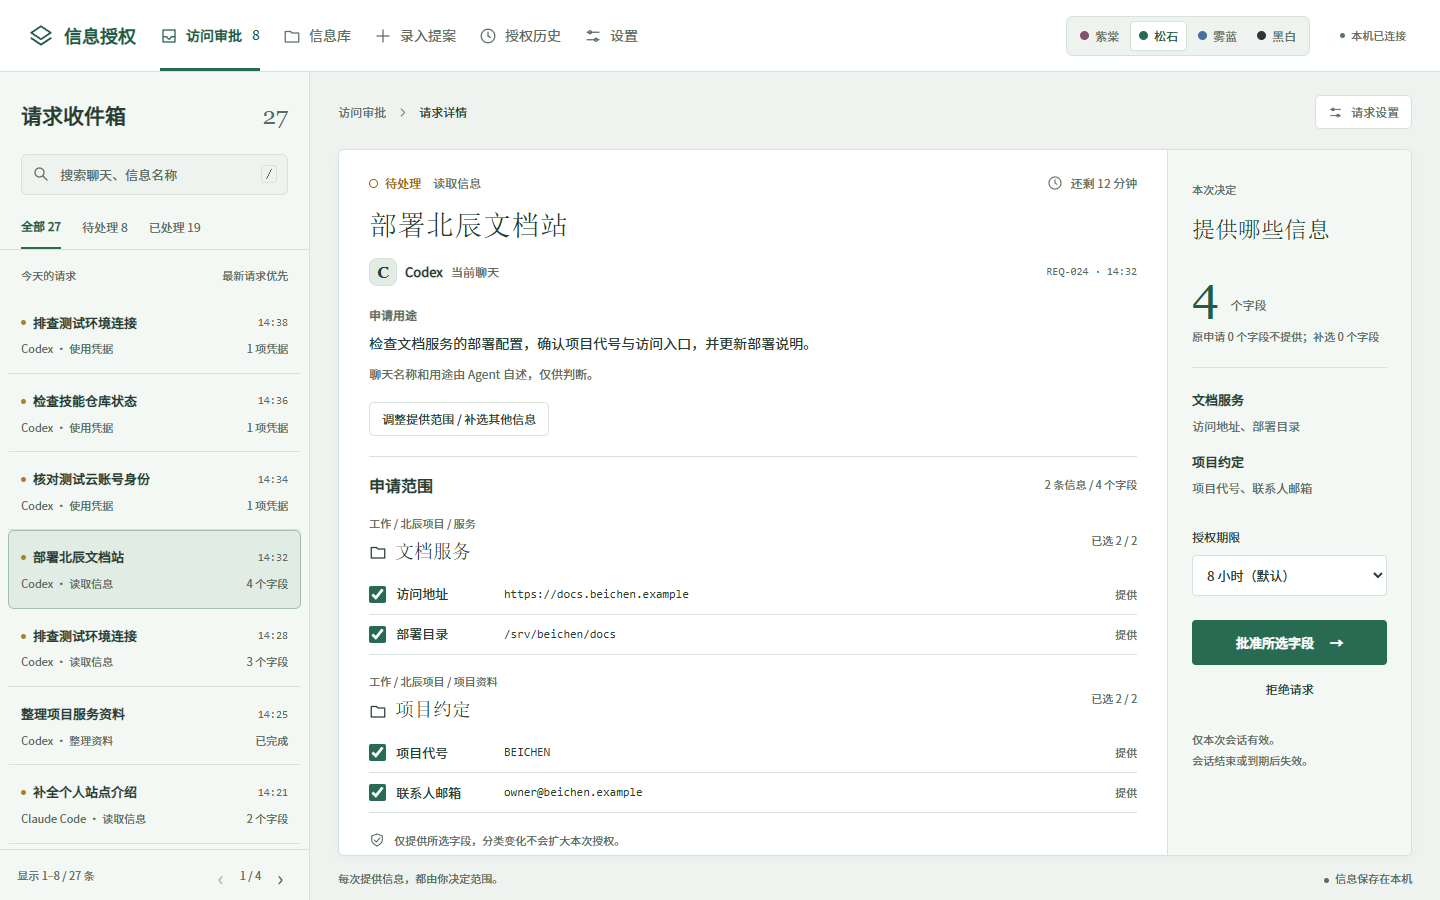 信息授权
访问审批 8
信息库
录入提案
授权历史
设置
紫棠
松石
雾蓝
黑白
本机已连接
请求收件箱 27
搜索聊天、信息名称 /
全部 27 待处理 8 已处理 19
今天的请求 最新请求优先
排查测试环境连接 14:38
Codex · 使用凭据 1 项凭据
检查技能仓库状态 14:36
Codex · 使用凭据 1 项凭据
核对测试云账号身份 14:34
Codex · 使用凭据 1 项凭据
部署北辰文档站 14:32
Codex · 读取信息 4 个字段
排查测试环境连接 14:28
Codex · 读取信息 3 个字段
整理项目服务资料 14:25
Codex · 整理资料 已完成
补全个人站点介绍 14:21
Claude Code · 读取信息 2 个字段
显示 1–8 / 27 条 ‹ 1 / 4 ›
访问审批 > 请求详情
请求设置
待处理 读取信息 还剩 12 分钟
部署北辰文档站
C Codex 当前聊天 REQ-024 · 14:32
申请用途
检查文档服务的部署配置，确认项目代号与访问入口，并更新部署说明。
聊天名称和用途由 Agent 自述，仅供判断。
调整提供范围 / 补选其他信息
申请范围 2 条信息 / 4 个字段
工作 / 北辰项目 / 服务
文档服务 已选 2 / 2
访问地址 https://docs.beichen.example 提供
部署目录 /srv/beichen/docs 提供
工作 / 北辰项目 / 项目资料
项目约定 已选 2 / 2
项目代号 BEICHEN 提供
联系人邮箱 owner@beichen.example 提供
仅提供所选字段，分类变化不会扩大本次授权。
本次决定
提供哪些信息
4 个字段
原申请 0 个字段不提供；补选 0 个字段
文档服务
访问地址、部署目录
项目约定
项目代号、联系人邮箱
授权期限
8 小时（默认）
批准所选字段 →
拒绝请求
仅本次会话有效。
会话结束或到期后失效。
每次提供信息，都由你决定范围。
信息保存在本机